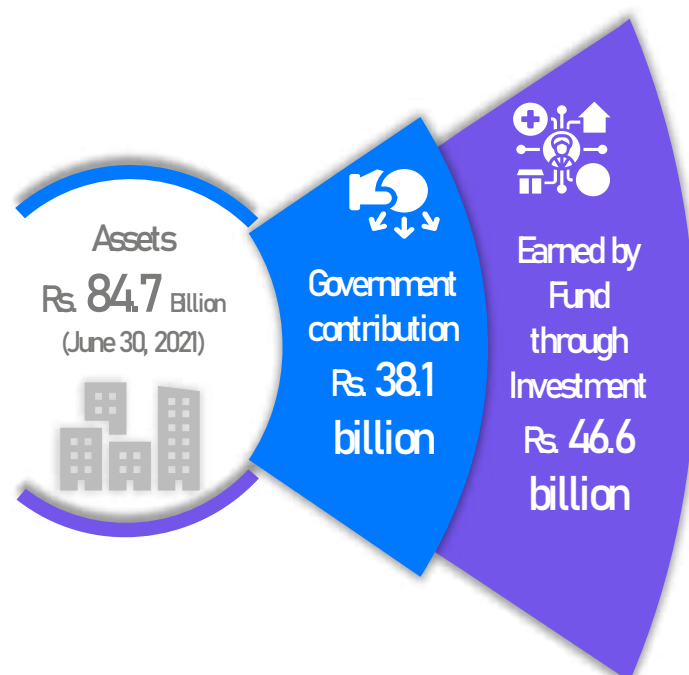 Assets
Rs. 84.7 Billion
(June 30, 2021)
Government
contribution
Rs. 38.1
billion
Earned by
Fund
through
Investment
Rs. 46.6
billion